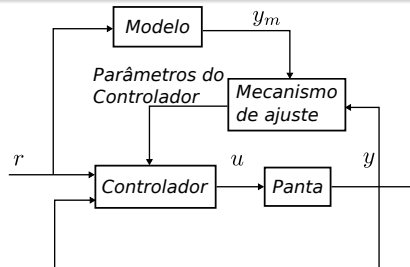 Modelo
y_m
Parâmetros do
Controlador
Mecanismo
de ajuste
r
Controlador
u
Panta
y